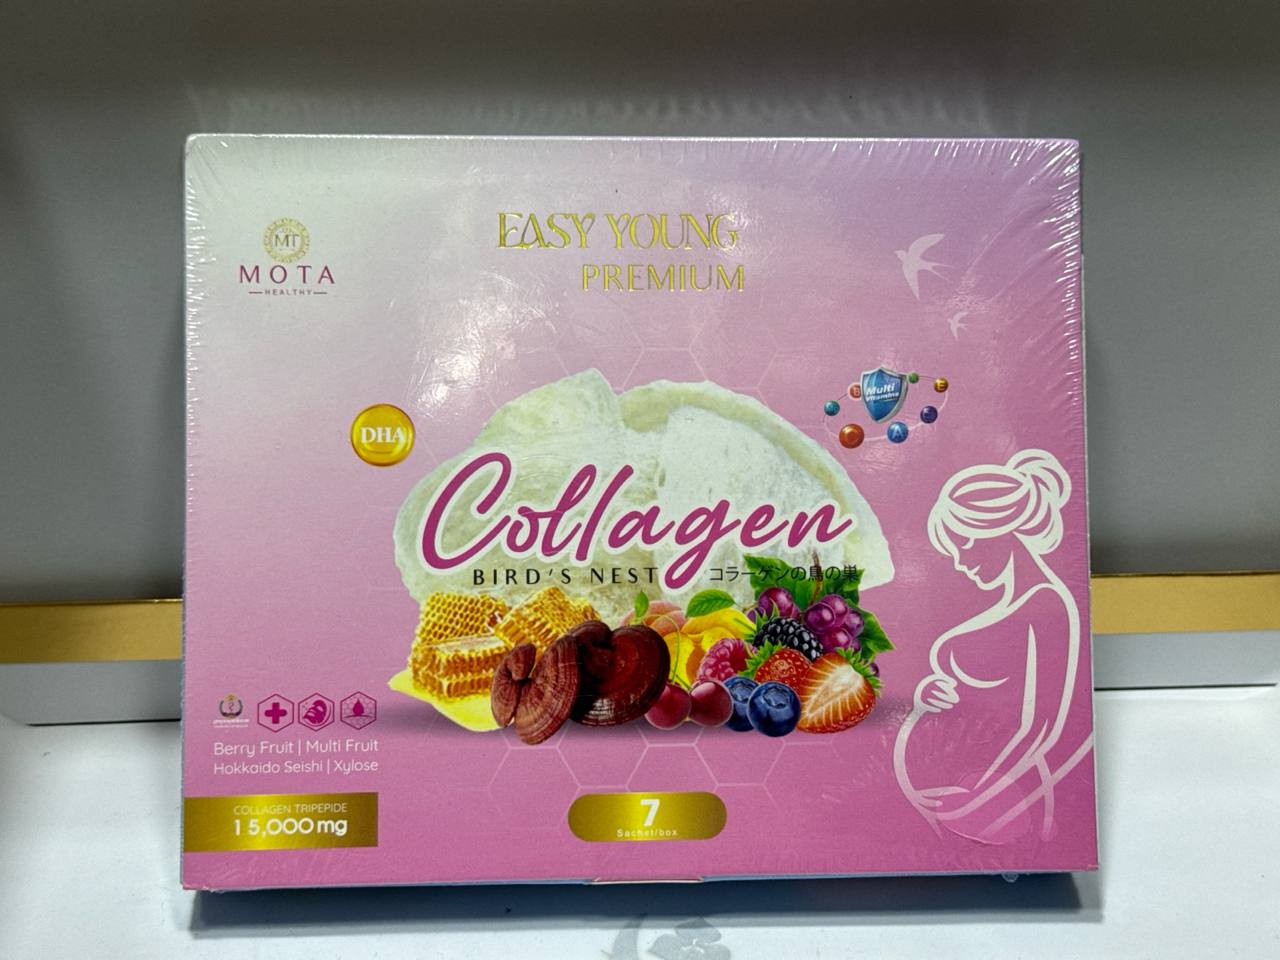 MT
MOTA
HEALTHY
EASY YOUNG
PREMIUM
DHA
Multi
Vitamins
B
E
C
A
Collagen
BIRD'S NEST
コラーゲンの鳥の巣
Berry Fruit | Multi Fruit
Hokkaido Seishi | Xylose
COLLAGEN TRIPEPIDE
15,000mg
7
Sachet/box